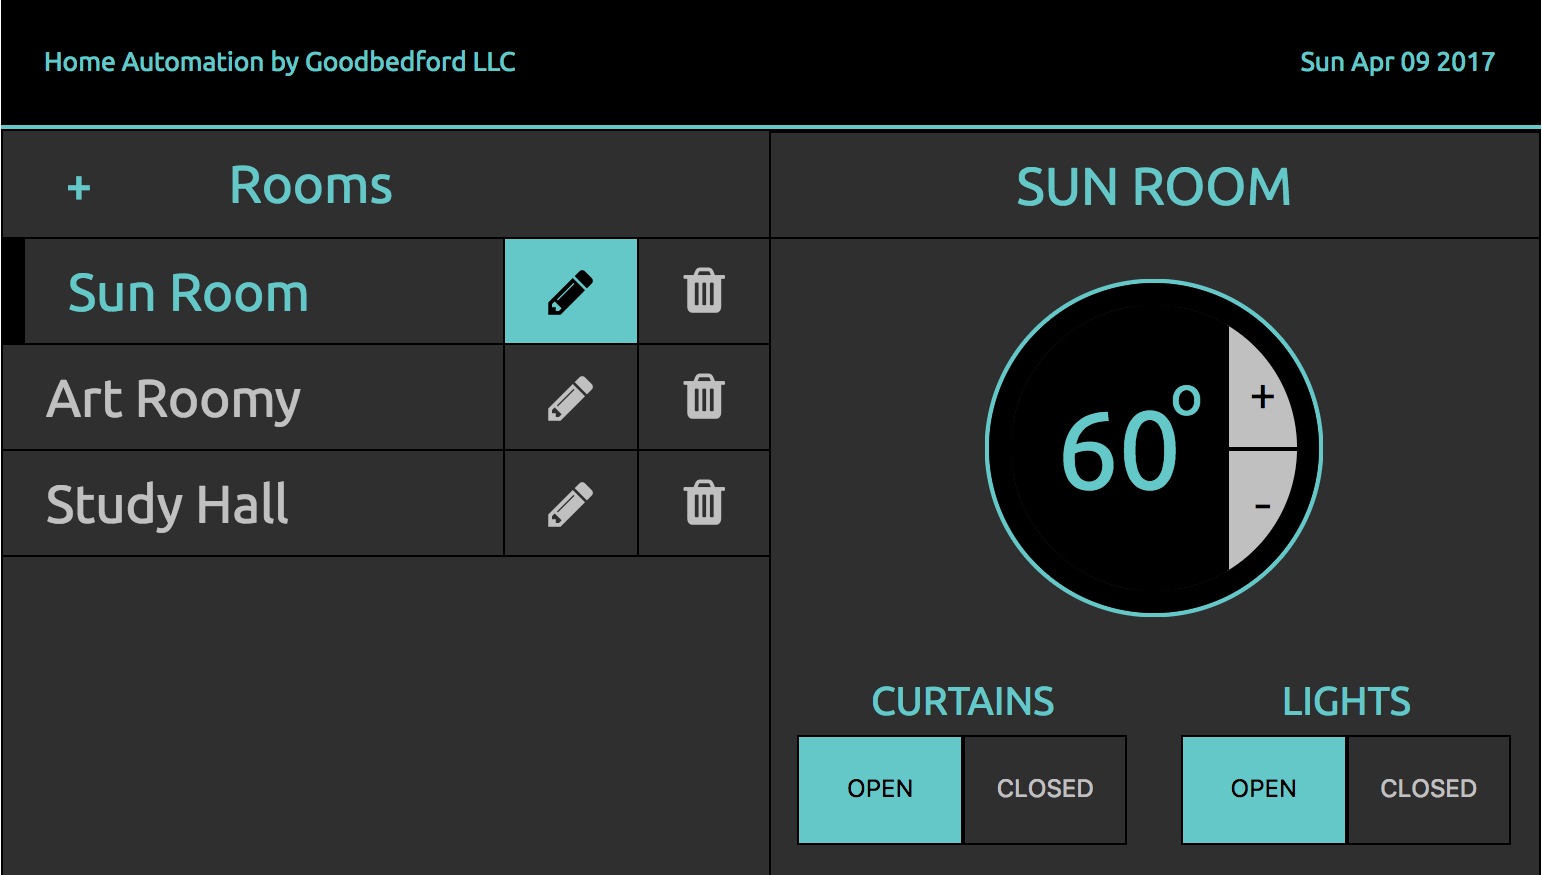 Home Automation by Goodbedford LLC
Sun Apr 09 2017
+ Rooms
SUN ROOM
Sun Room
Art Roomy
Study Hall
60°
+
-
CURTAINS
LIGHTS
OPEN CLOSED
OPEN CLOSED